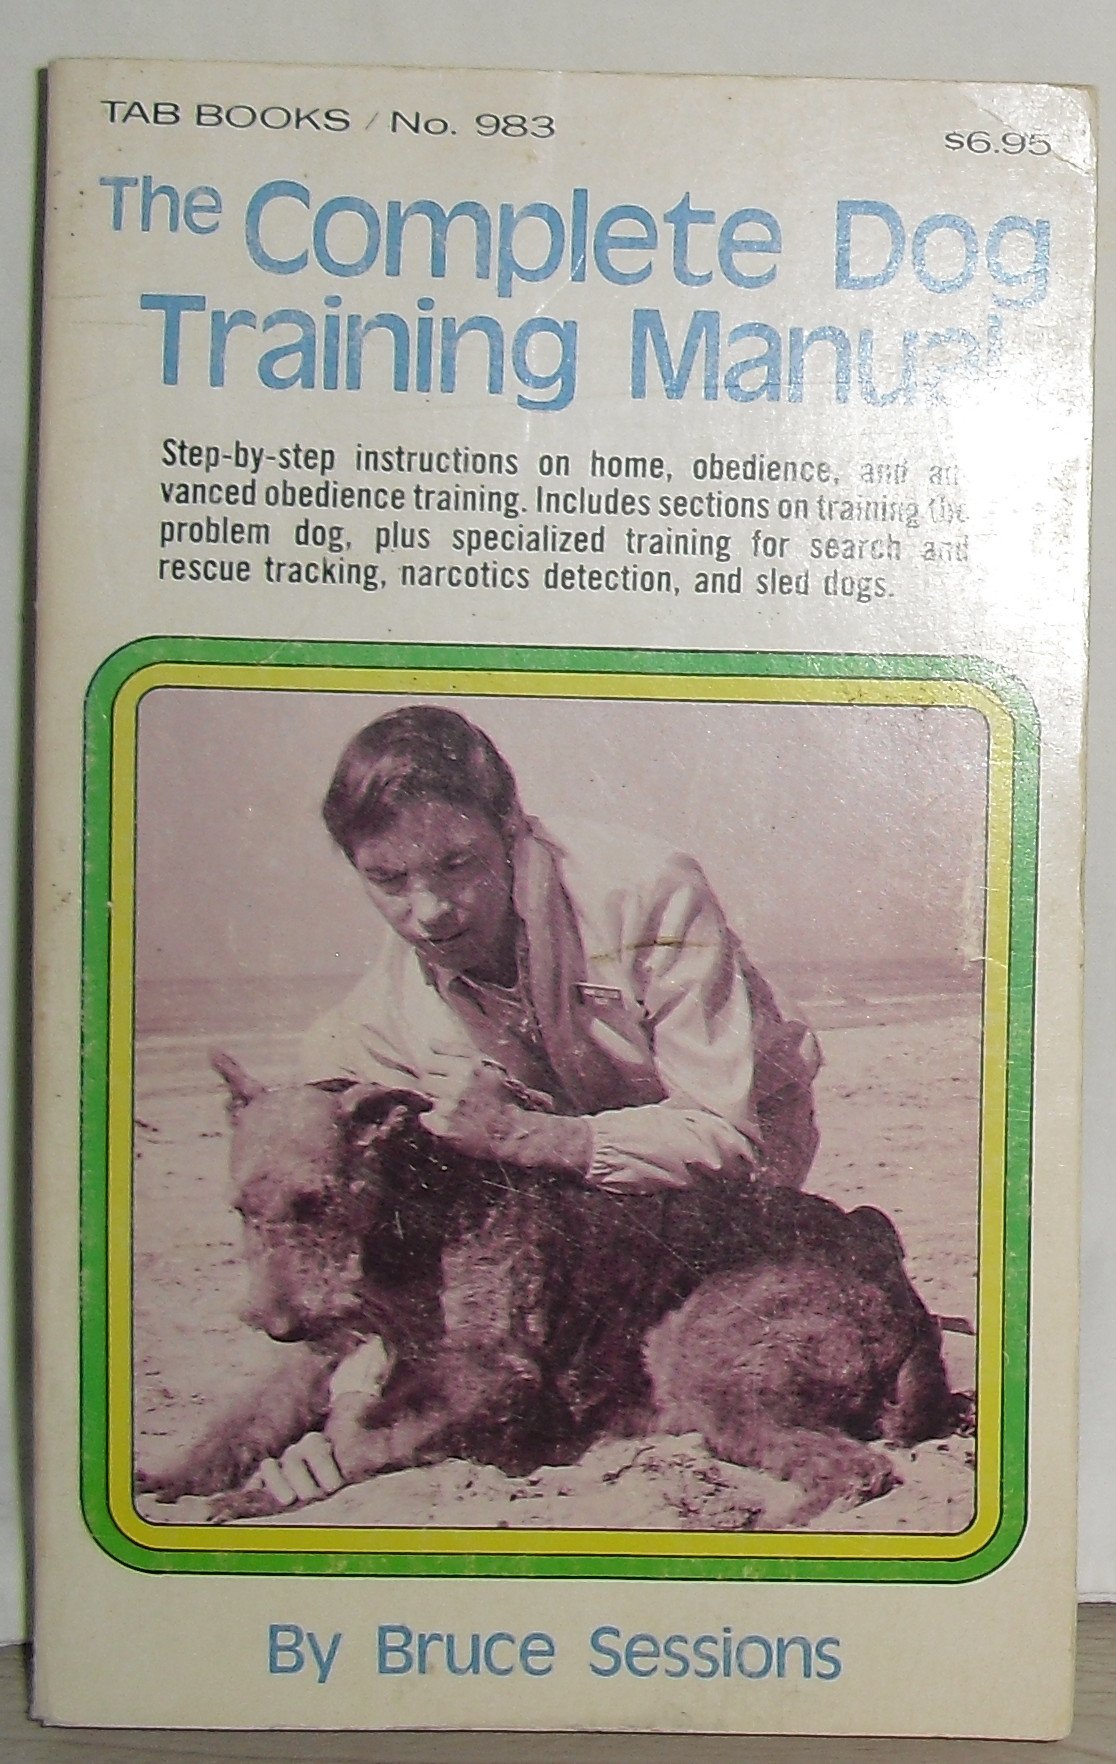 TAB BOOKS / No. 983
$6.95
The Complete Dog
Training Manual
Step-by-step instructions on home, obedience, and ad-
vanced obedience training. Includes sections on training the
problem dog, plus specialized training for search and
rescue tracking, narcotics detection, and sled dogs.
By Bruce Sessions